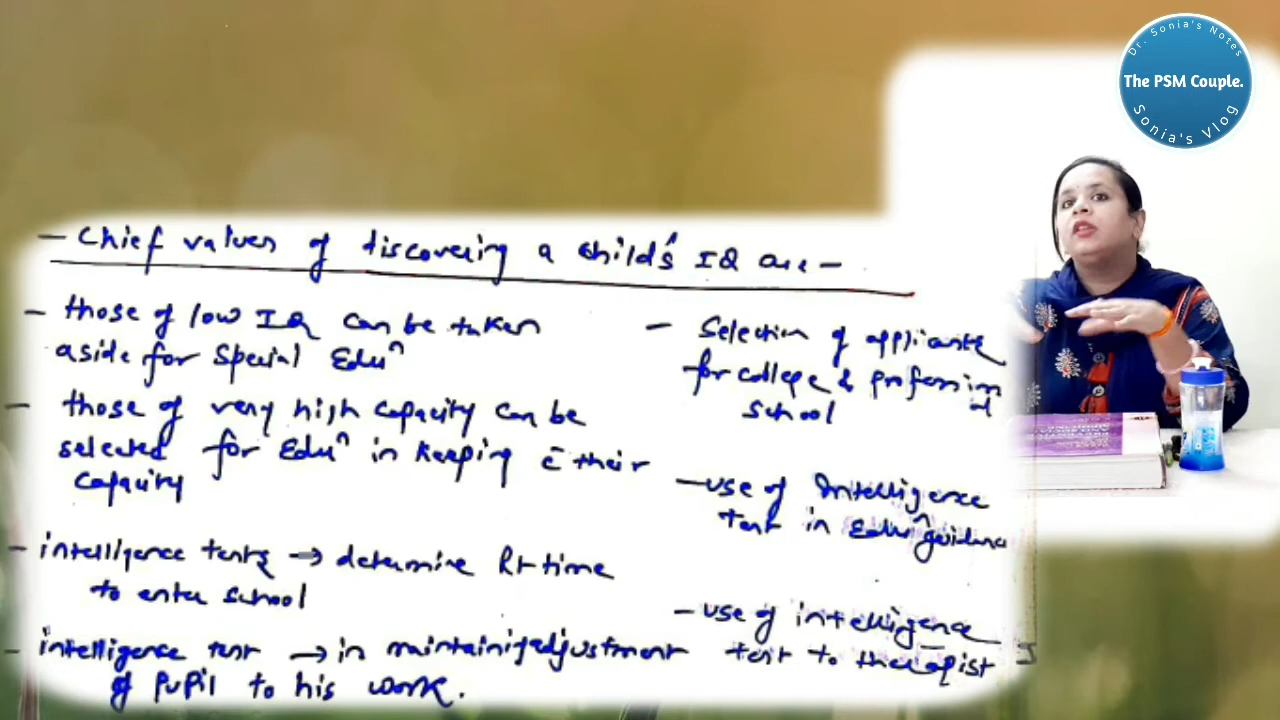 Dr. Sonia's Notes
The PSM Couple.
Sonia's Vlog
- Chief values of discovering a child's IQ are -
- those of low IQ can be taken
aside for special Eduⁿ
- those of very high capacity can be
selected for Eduⁿ in keeping c̄ their
capacity
- intelligence tests → determine Rt time
to enter school
- intelligence test → in maintaining adjustment
of pupil to his work.
- selection of applicants
for college & profession
al
school
- use of Intelligence
test in Eduⁿ guidance
- use of intelligence
test to therapist